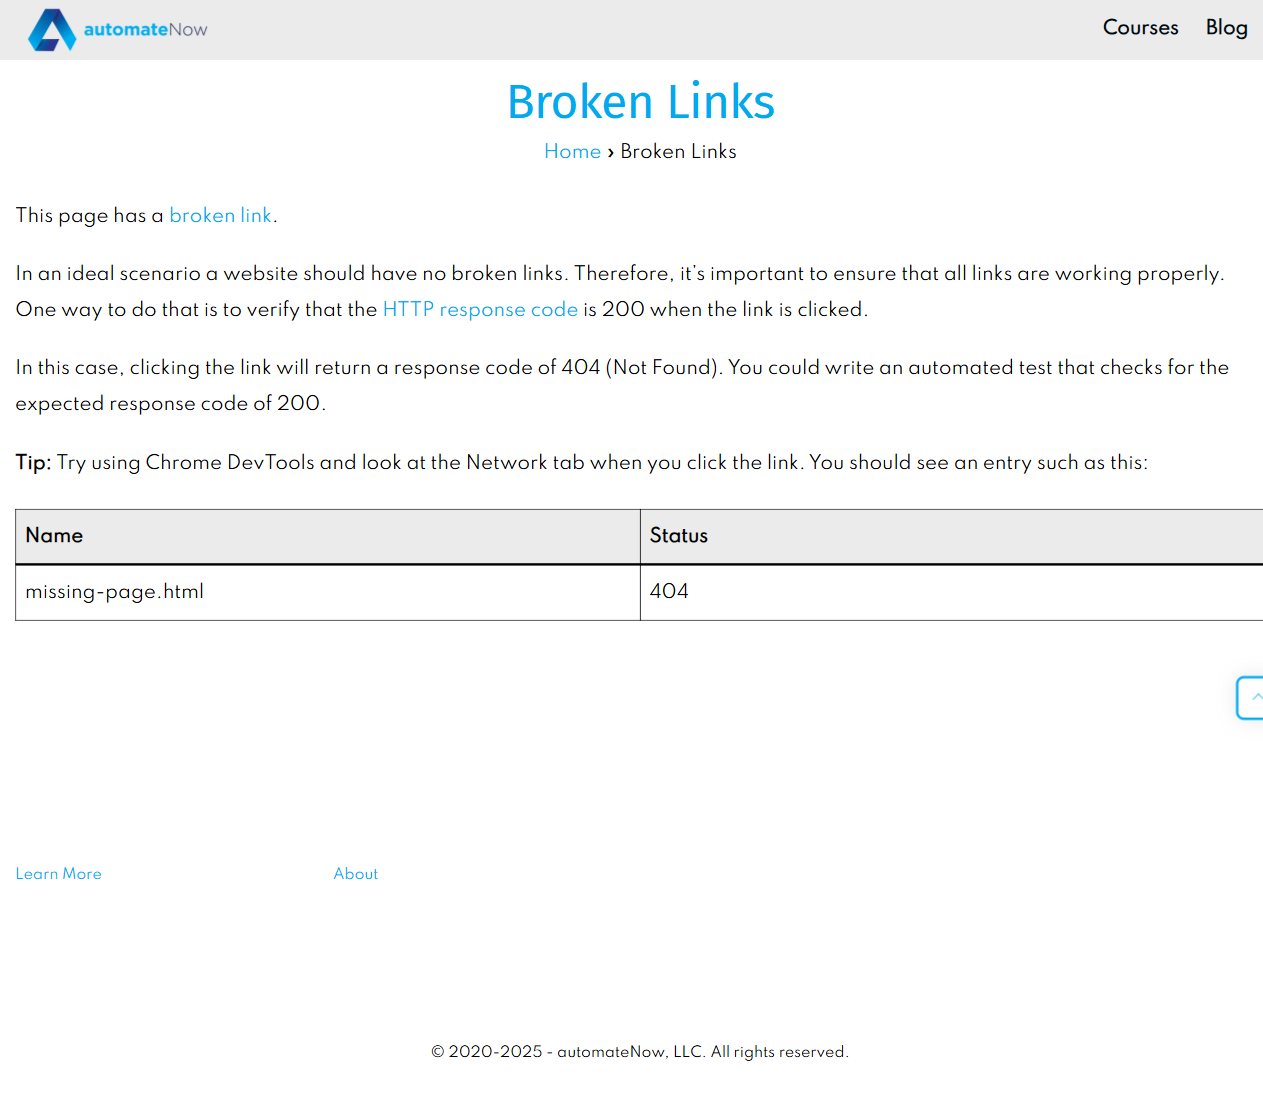 automateNow
Courses Blog
Broken Links
Home › Broken Links
This page has a broken link.
In an ideal scenario a website should have no broken links. Therefore, it’s important to ensure that all links are working properly.
One way to do that is to verify that the HTTP response code is 200 when the link is clicked.
In this case, clicking the link will return a response code of 404 (Not Found). You could write an automated test that checks for the
expected response code of 200.
Tip: Try using Chrome DevTools and look at the Network tab when you click the link. You should see an entry such as this:
Name Status
missing-page.html 404
Learn More About
© 2020-2025 - automateNow, LLC. All rights reserved.